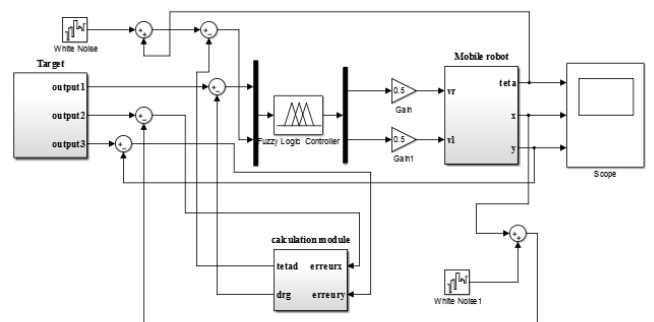 White Noise
Target
output1
output2
output3
Fuzzy Logic Controller
0.5
Gain
0.5
Gain1
Mobile robot
vr
vl
teta
x
y
Scope
calculation module
tetad
erreurx
drg
erreury
White Noise1